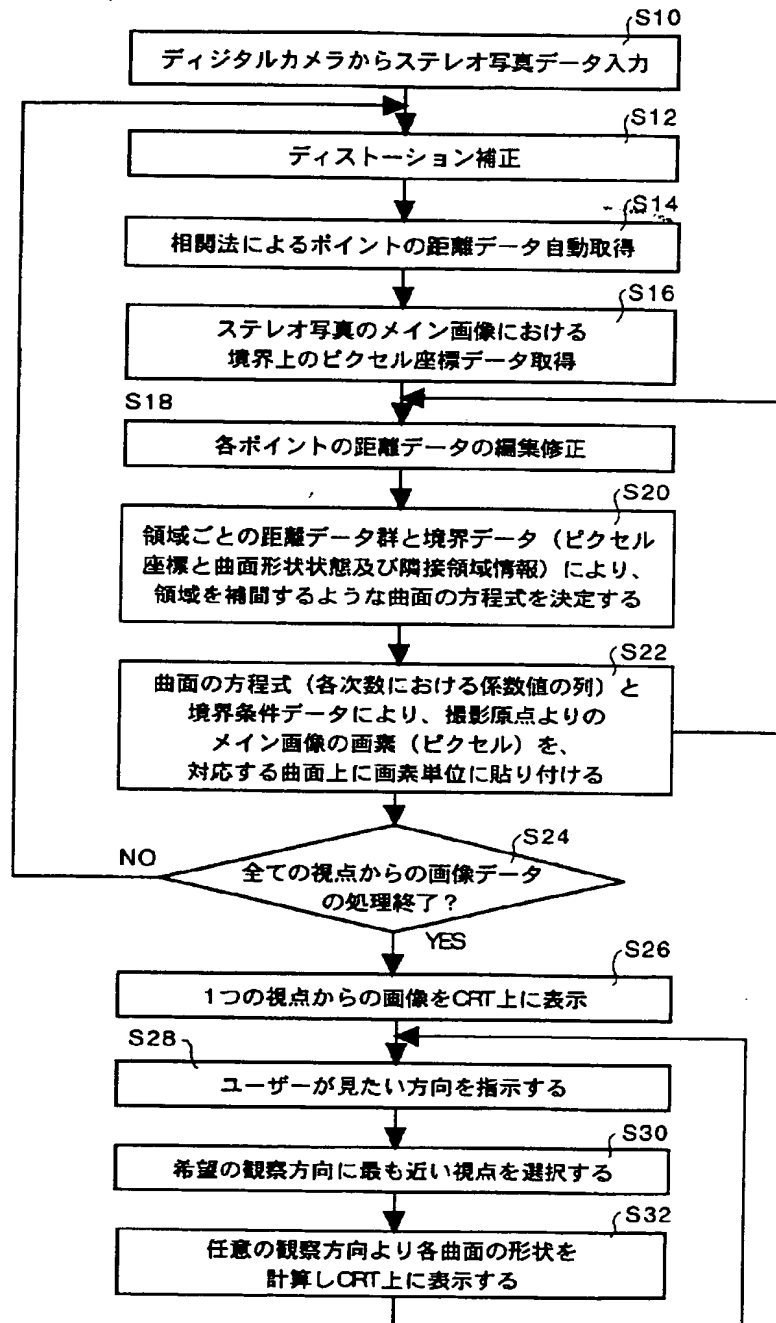 S10
ディジタルカメラからステレオ写真データ入力
S12
ディストーション補正
S14
相関法によるポイントの距離データ自動取得
S16
ステレオ写真のメイン画像における
境界上のピクセル座標データ取得
S18
各ポイントの距離データの編集修正
S20
領域ごとの距離データ群と境界データ（ピクセル
座標と曲面形状状態及び隣接領域情報）により、
領域を補間するような曲面の方程式を決定する
S22
曲面の方程式（各次数における係数値の列）と
境界条件データにより、撮影原点よりの
メイン画像の画素（ピクセル）を、
対応する曲面上に画素単位に貼り付ける
S24
NO
全ての視点からの画像データ
の処理終了？
YES
S26
1つの視点からの画像をCRT上に表示
S28
ユーザーが見たい方向を指示する
S30
希望の観察方向に最も近い視点を選択する
S32
任意の観察方向より各曲面の形状を
計算しCRT上に表示する